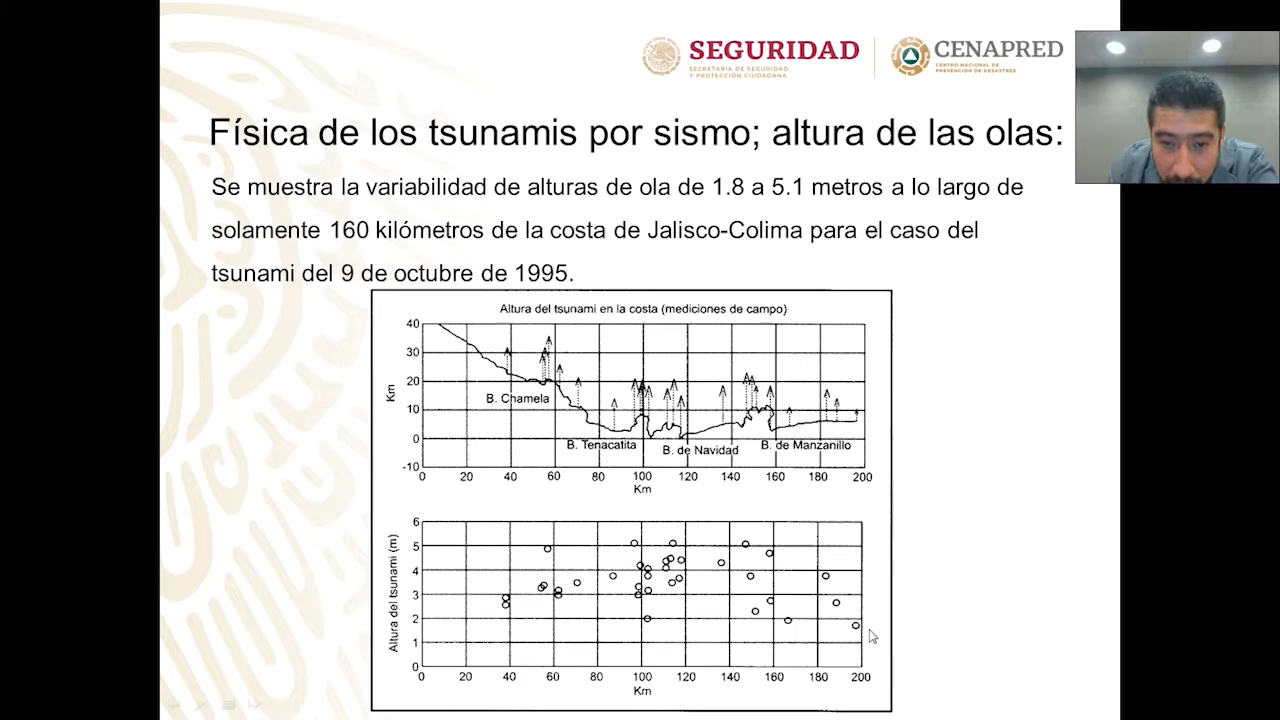 SEGURIDAD
SECRETARÍA DE SEGURIDAD
Y PROTECCIÓN CIUDADANA
CENAPRED
CENTRO NACIONAL DE
PREVENCIÓN DE DESASTRES
Física de los tsunamis por sismo; altura de las olas:
Se muestra la variabilidad de alturas de ola de 1.8 a 5.1 metros a lo largo de
solamente 160 kilómetros de la costa de Jalisco-Colima para el caso del
tsunami del 9 de octubre de 1995.
Altura del tsunami en la costa (mediciones de campo)
40
30
20
10
0
-10
Km
B. Chamela
B. Tenacatita
B. de Navidad
B. de Manzanillo
0 20 40 60 80 100 120 140 160 180 200
Km
6
5
4
3
2
1
0
Altura del tsunami (m)
0 20 40 60 80 100 120 140 160 180 200
Km